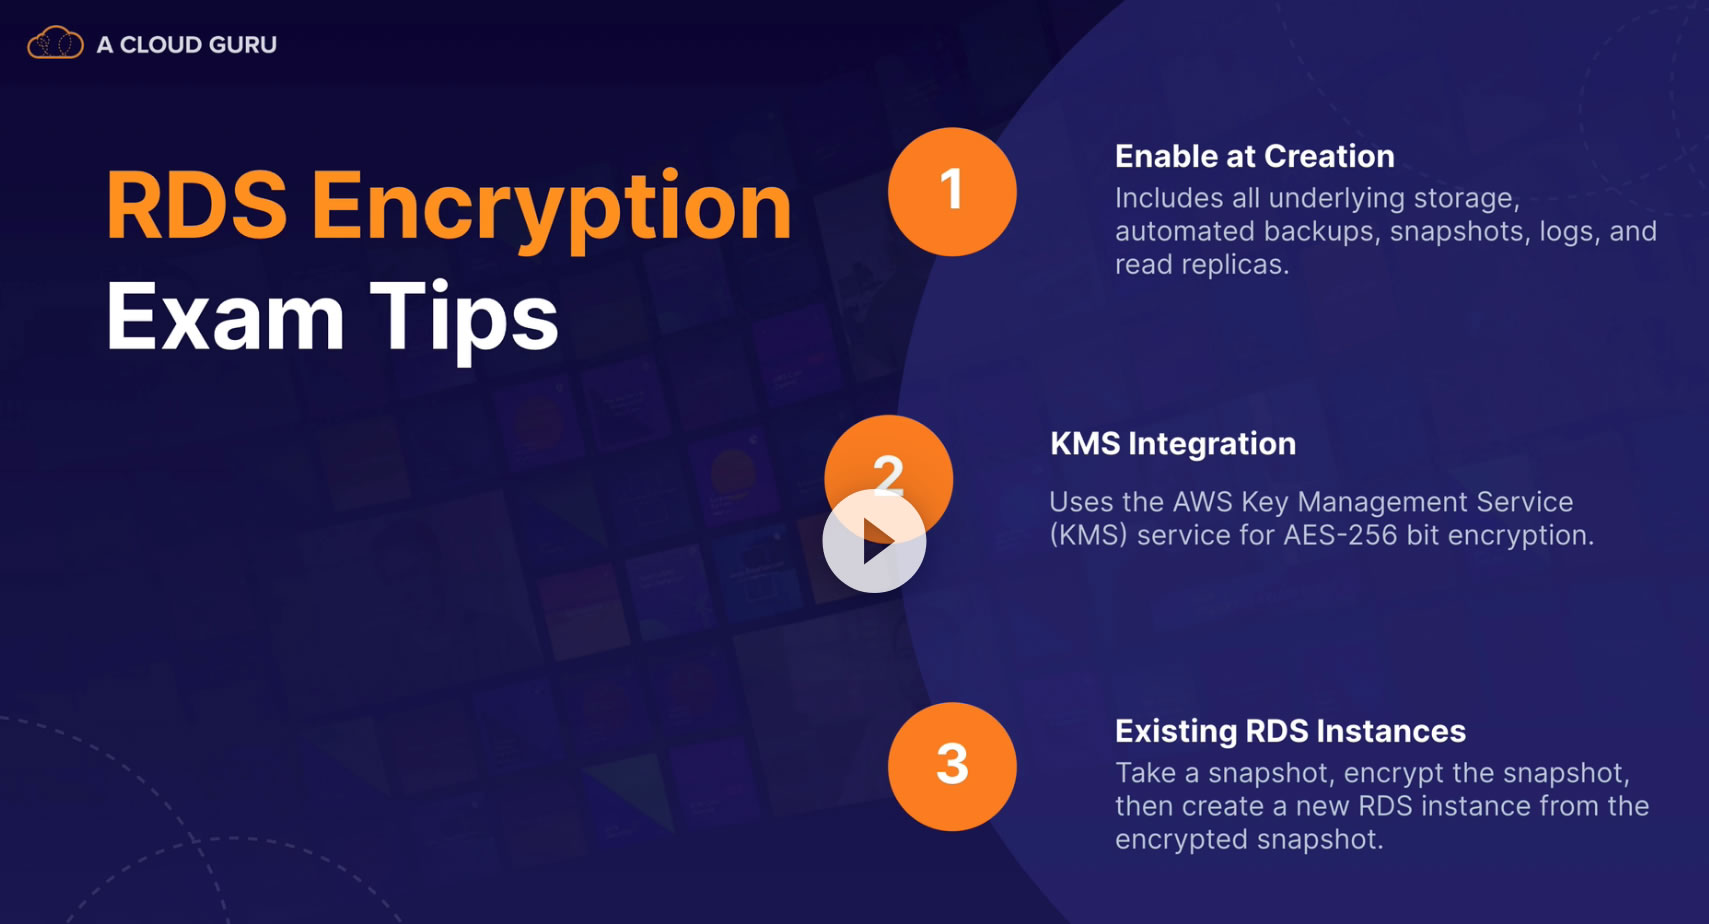 A CLOUD GURU
RDS Encryption
Exam Tips
1
Enable at Creation
Includes all underlying storage,
automated backups, snapshots, logs, and
read replicas.
2
KMS Integration
Uses the AWS Key Management Service
(KMS) service for AES-256 bit encryption.
3
Existing RDS Instances
Take a snapshot, encrypt the snapshot,
then create a new RDS instance from the
encrypted snapshot.